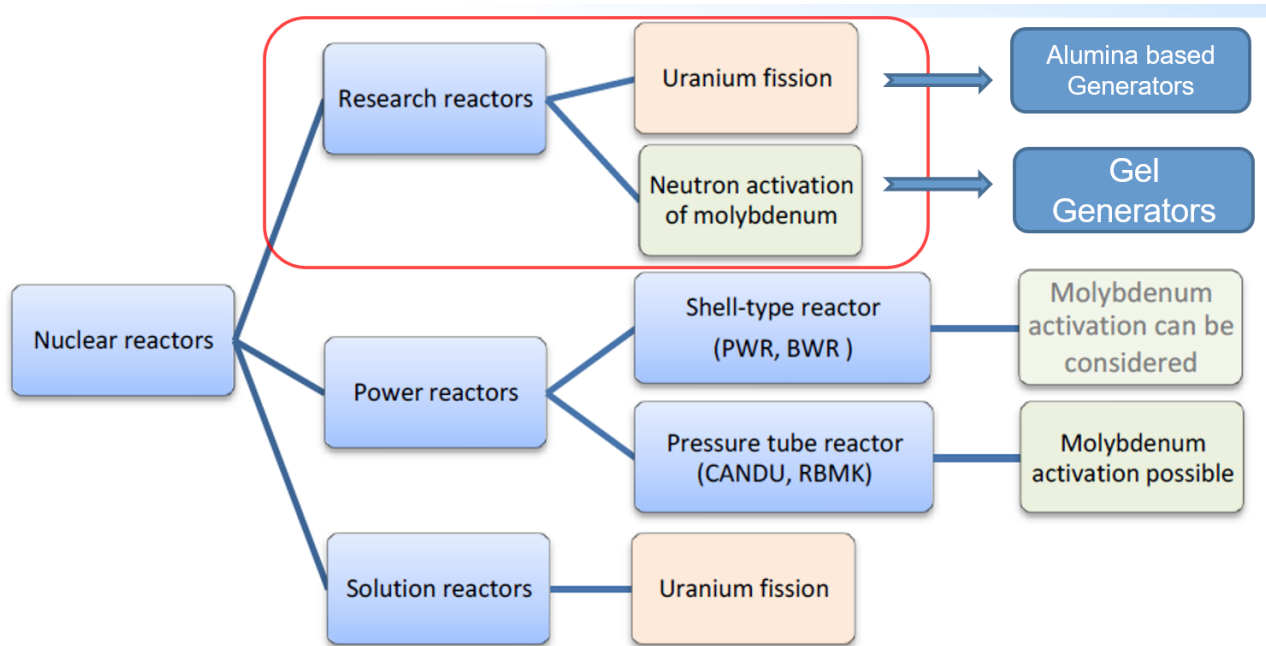 Research reactors
Uranium fission
Alumina based
Generators
Neutron activation
of molybdenum
Gel
Generators
Nuclear reactors
Power reactors
Shell-type reactor
(PWR, BWR )
Molybdenum
activation can be
considered
Pressure tube reactor
(CANDU, RBMK)
Molybdenum
activation possible
Solution reactors
Uranium fission